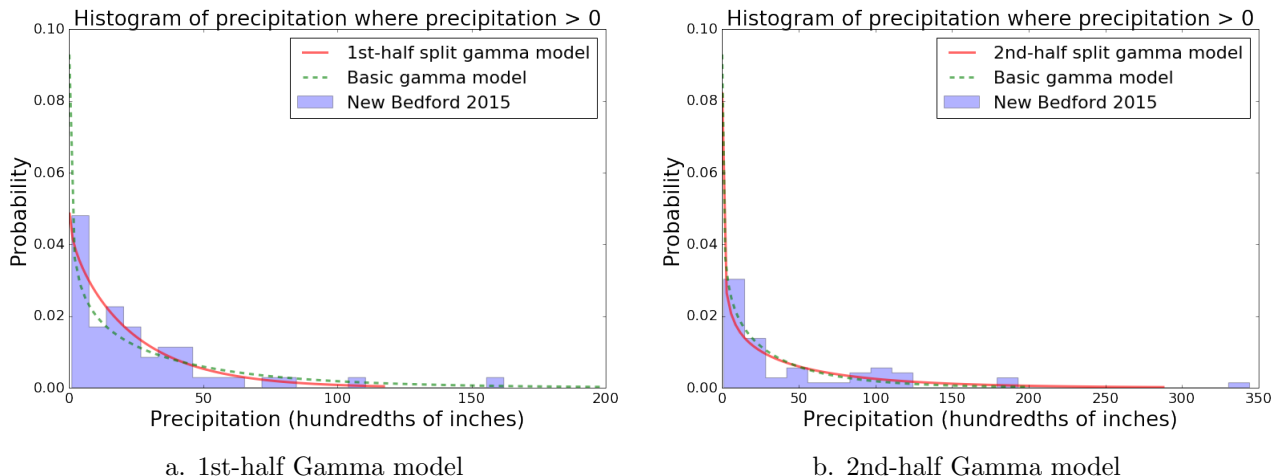 Histogram of precipitation where precipitation > 0
0.10
0.08
0.06
0.04
0.02
0.00
Probability
1st-half split gamma model
Basic gamma model
New Bedford 2015
0 50 100 150 200
Precipitation (hundredths of inches)
a. 1st-half Gamma model
Histogram of precipitation where precipitation > 0
0.10
0.08
0.06
0.04
0.02
0.00
Probability
2nd-half split gamma model
Basic gamma model
New Bedford 2015
0 50 100 150 200 250 300 350
Precipitation (hundredths of inches)
b. 2nd-half Gamma model